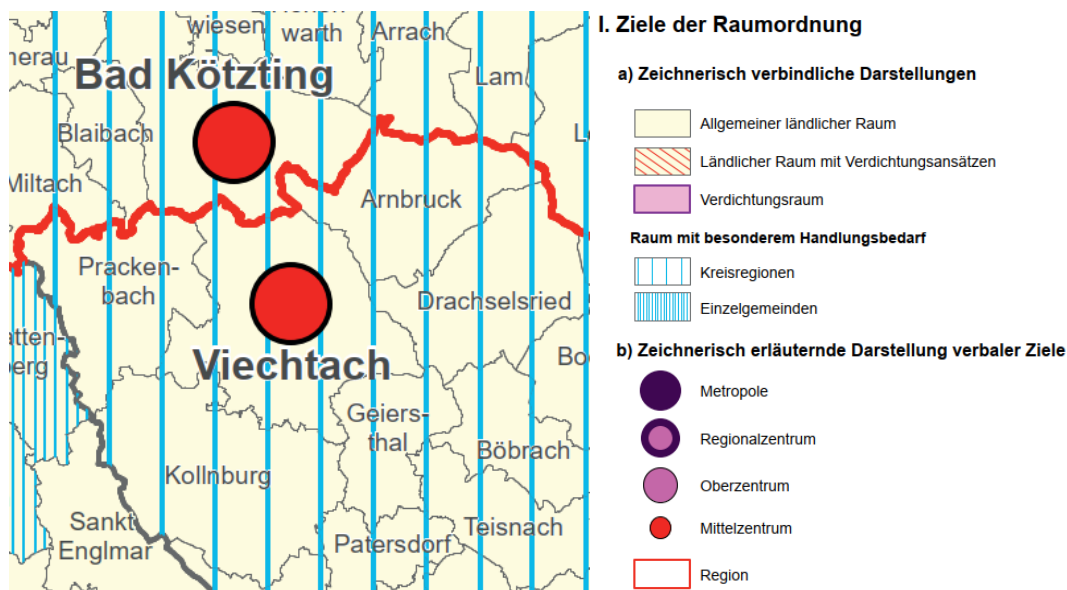 wiesen
warth
Arrach
Bad Kötzting
Lam
Blaibach
Miltach
Arnbruck
Pracken-
bach
Drachselsried
Viechtach
Geiers-
thal
Böbrach
Kollnburg
Sankt
Englmar
Teisnach
Patersdorf
I. Ziele der Raumordnung
a) Zeichnerisch verbindliche Darstellungen
Allgemeiner ländlicher Raum
Ländlicher Raum mit Verdichtungsansätzen
Verdichtungsraum
Raum mit besonderem Handlungsbedarf
Kreisregionen
Einzelgemeinden
b) Zeichnerisch erläuternde Darstellung verbaler Ziele
Metropole
Regionalzentrum
Oberzentrum
Mittelzentrum
Region